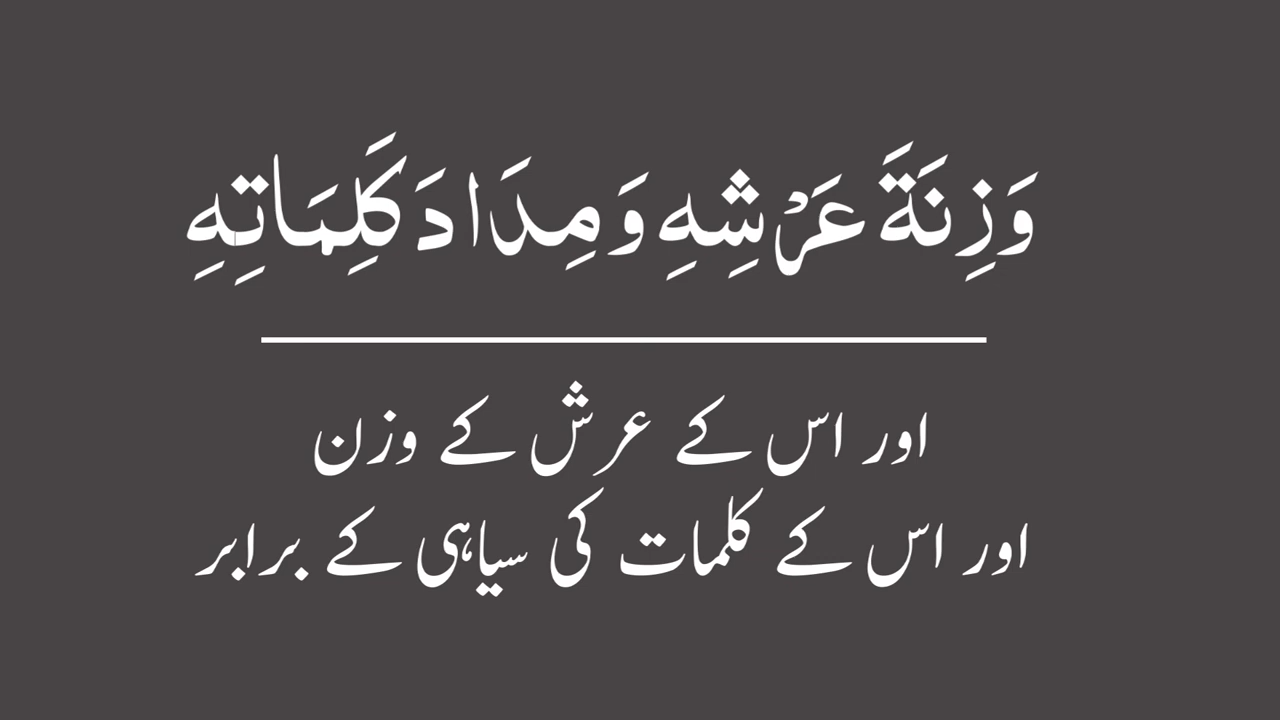 وَزِنَةَ عَرْشِهِ وَمِدَادَ كَلِمَاتِهِ
اور اس کے عرش کے وزن
اور اس کے کلمات کی سیاہی کے برابر